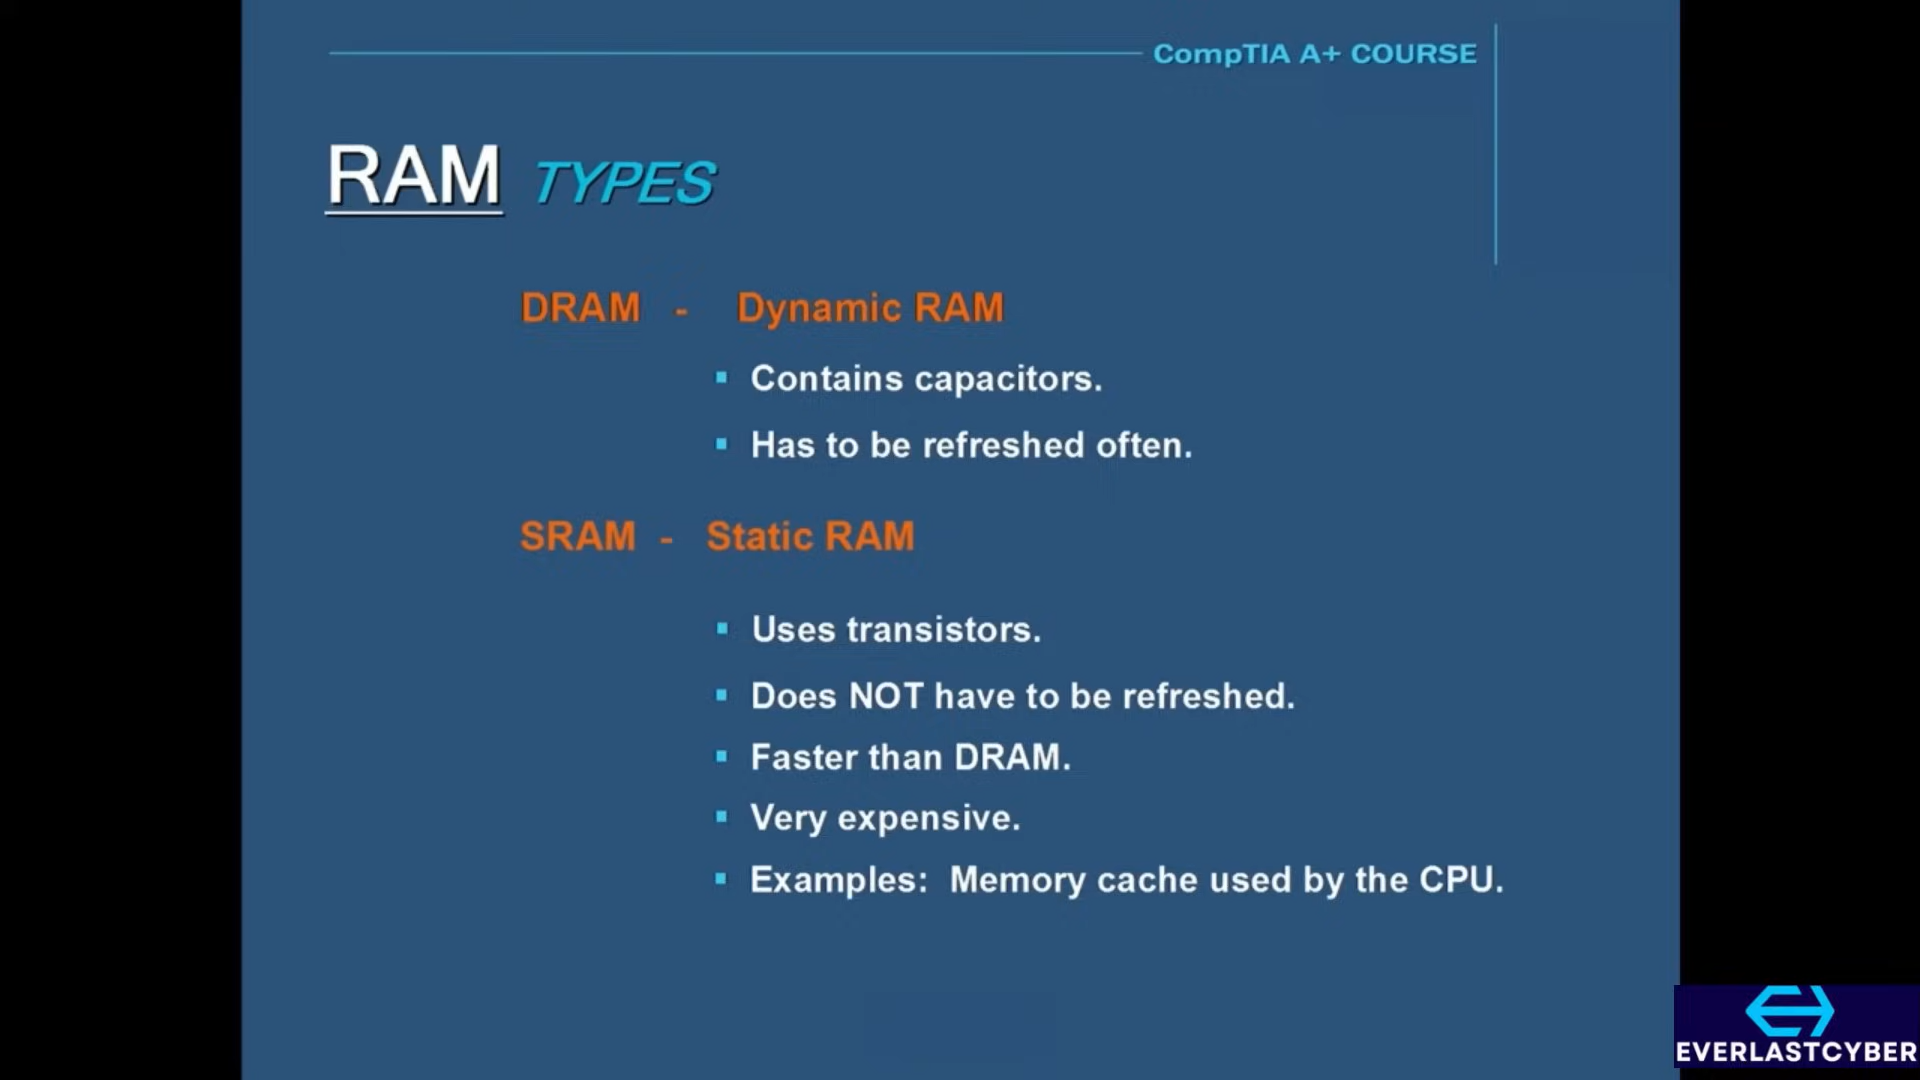 CompTIA A+ COURSE
RAM TYPES
DRAM - Dynamic RAM
▪ Contains capacitors.
▪ Has to be refreshed often.
SRAM - Static RAM
▪ Uses transistors.
▪ Does NOT have to be refreshed.
▪ Faster than DRAM.
▪ Very expensive.
▪ Examples: Memory cache used by the CPU.
EVERLASTCYBER